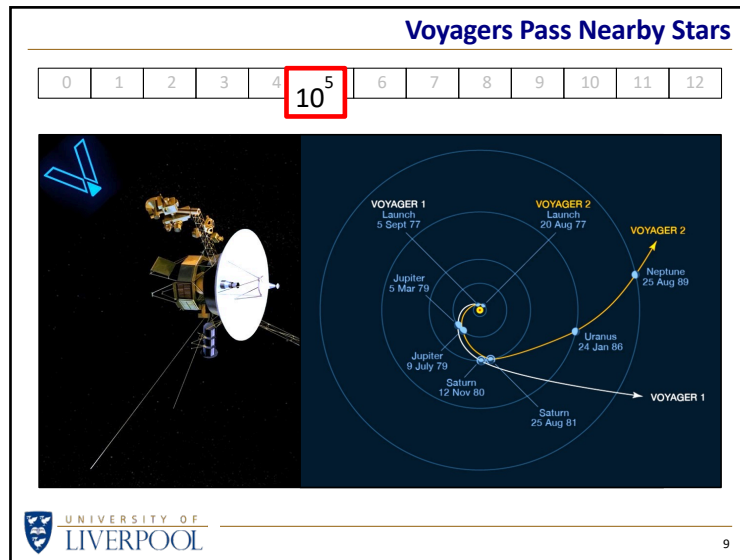 Voyagers Pass Nearby Stars
0 1 2 3 4 10^5 6 7 8 9 10 11 12
VOYAGER 1
Launch
5 Sept 77
VOYAGER 2
Launch
20 Aug 77
VOYAGER 2
Jupiter
5 Mar 79
Neptune
25 Aug 89
Uranus
24 Jan 86
Jupiter
9 July 79
Saturn
12 Nov 80
VOYAGER 1
Saturn
25 Aug 81
UNIVERSITY OF
LIVERPOOL
9